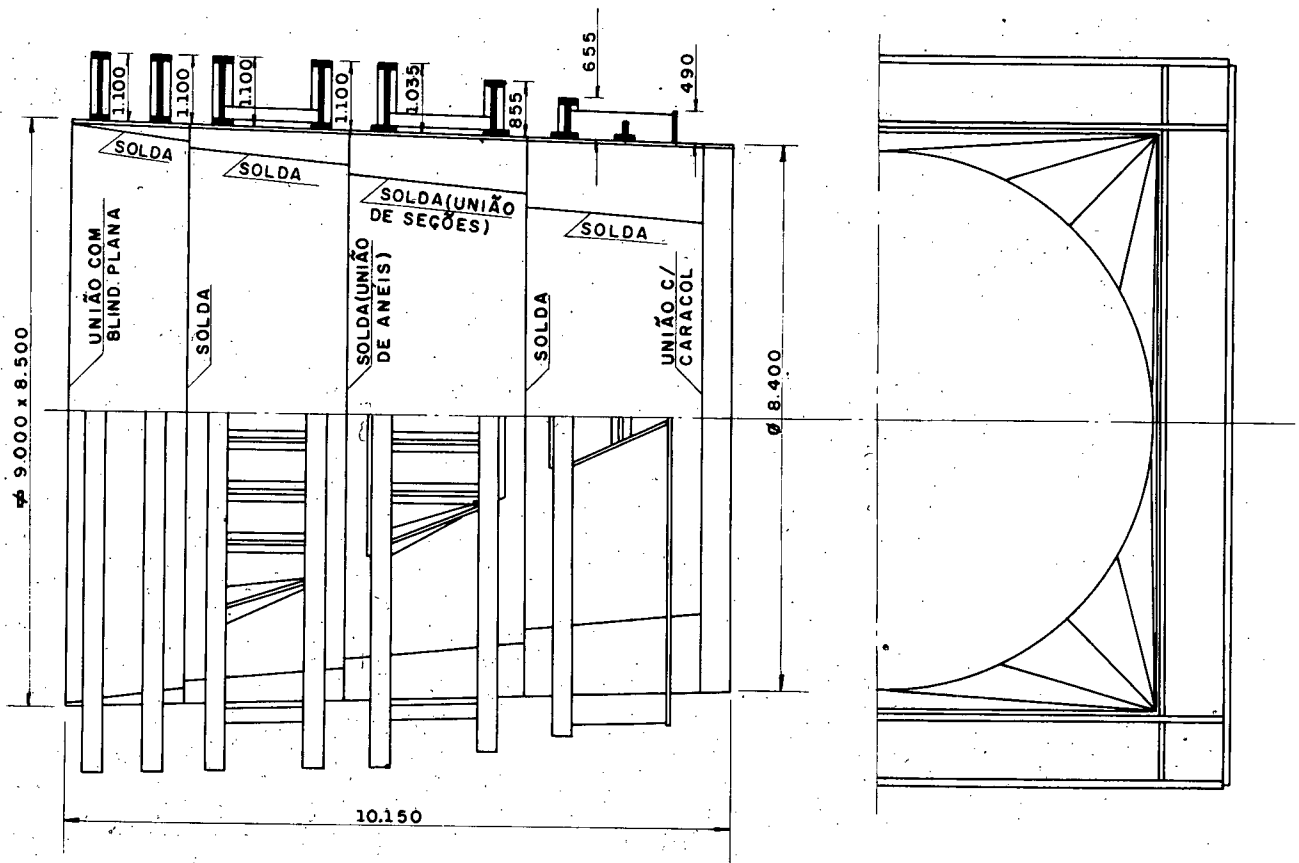 1.100
1.100
1.100
1.100
1.035
855
655
490
SOLDA
SOLDA
SOLDA(UNIÃO
DE SEÇÕES)
SOLDA
UNIÃO COM
BLIND. PLANA
SOLDA
SOLDA(UNIÃO
DE ANÉIS)
SOLDA
UNIÃO C/
CARACOL
9.000 x 8.500
Ø 8.400
10.150